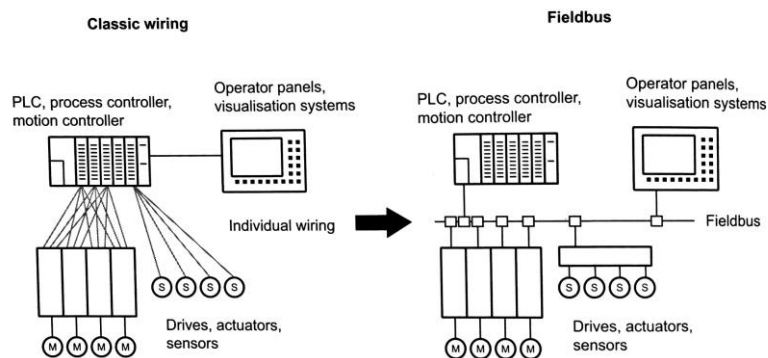 Classic wiring
Fieldbus
PLC, process controller,
motion controller
Operator panels,
visualisation systems
PLC, process controller,
motion controller
Operator panels,
visualisation systems
Individual wiring
Fieldbus
S S S S
S S S S
Drives, actuators,
sensors
Drives, actuators,
sensors
M M M M
M M M M